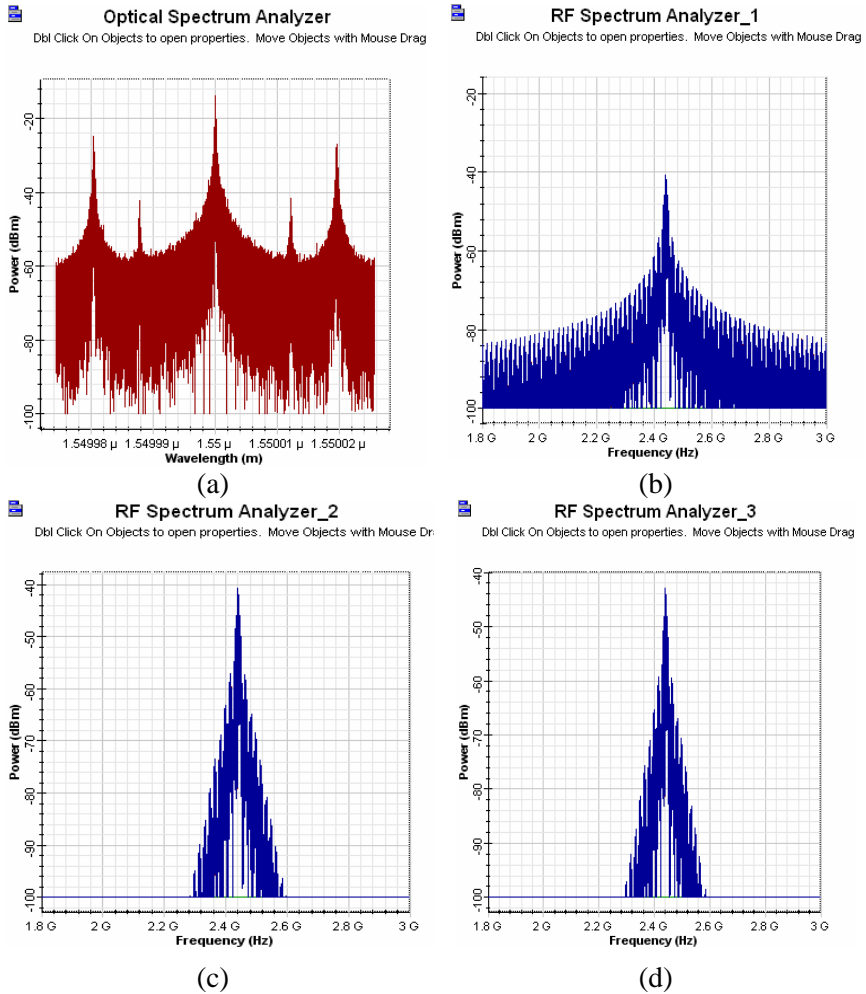 Optical Spectrum Analyzer
Dbl Click On Objects to open properties. Move Objects with Mouse Drag
Power (dBm)
-20
-40
-60
-80
-100
1.54998 µ 1.54999 µ 1.55 µ 1.55001 µ 1.55002 µ
Wavelength (m)
(a)
RF Spectrum Analyzer_1
Dbl Click On Objects to open properties. Move Objects with Mouse Drag
Power (dBm)
-20
-40
-60
-80
-100
1.8 G 2 G 2.2 G 2.4 G 2.6 G 2.8 G 3 G
Frequency (Hz)
(b)
RF Spectrum Analyzer_2
Dbl Click On Objects to open properties. Move Objects with Mouse Dr
Power (dBm)
-40
-50
-60
-70
-80
-90
-100
1.8 G 2 G 2.2 G 2.4 G 2.6 G 2.8 G 3 G
Frequency (Hz)
(c)
RF Spectrum Analyzer_3
Dbl Click On Objects to open properties. Move Objects with Mouse Drag
Power (dBm)
-40
-50
-60
-70
-80
-90
-100
1.8 G 2 G 2.2 G 2.4 G 2.6 G 2.8 G 3 G
Frequency (Hz)
(d)